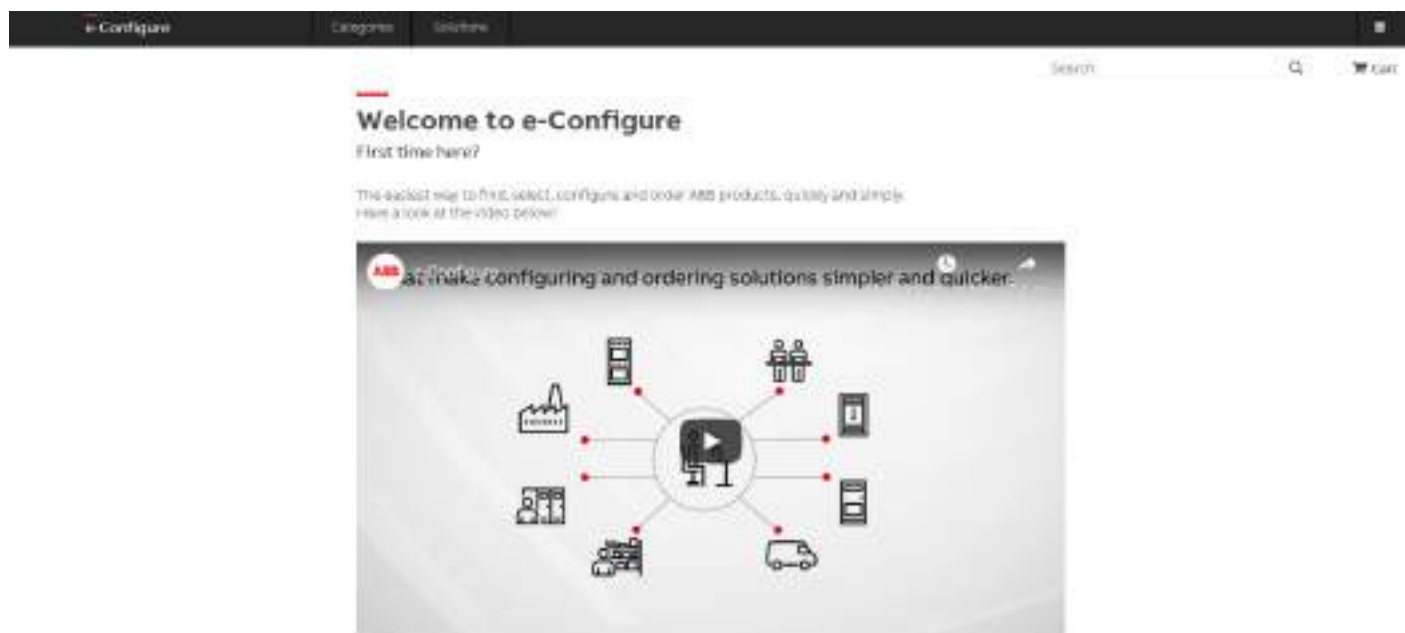 e-Configure
Categories
Solutions
Search
Cart
Welcome to e-Configure
First time here?
The easiest way to find, select, configure and order ABB products, quickly and simply.
Have a look at the video below!
ABB
make configuring and ordering solutions simpler and quicker.